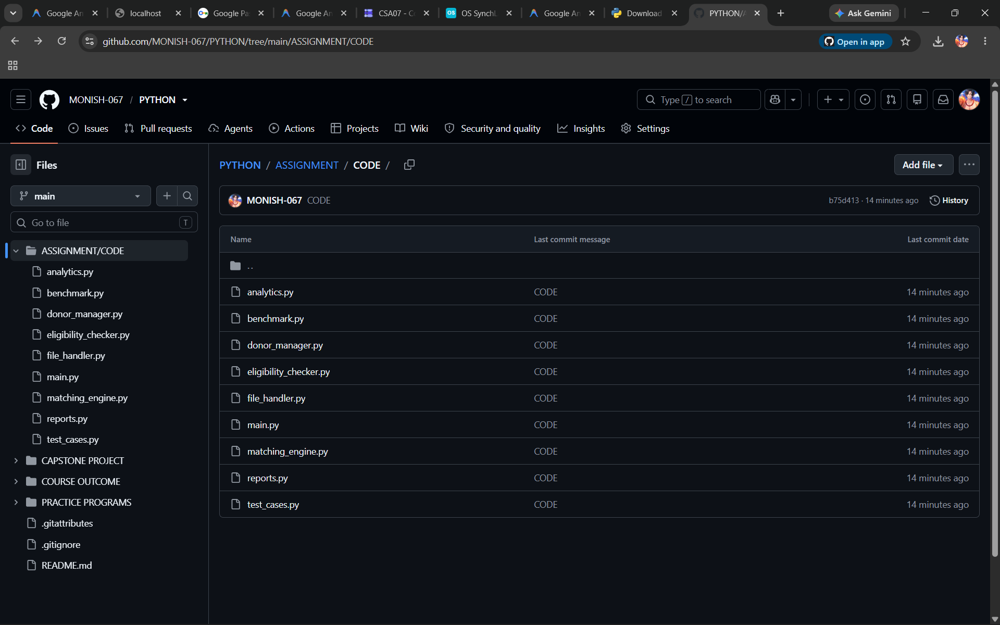 Google An
localhost
Google Pa
Google An
CSA07 - C
OS SynchL
Google An
Download
PYTHON/A
Ask Gemini
github.com/MONISH-067/PYTHON/tree/main/ASSIGNMENT/CODE
Open in app
MONISH-067 / PYTHON
Type / to search
Code
Issues
Pull requests
Agents
Actions
Projects
Wiki
Security and quality
Insights
Settings
Files
main
Go to file
T
ASSIGNMENT/CODE
analytics.py
benchmark.py
donor_manager.py
eligibility_checker.py
file_handler.py
main.py
matching_engine.py
reports.py
test_cases.py
CAPSTONE PROJECT
COURSE OUTCOME
PRACTICE PROGRAMS
.gitattributes
.gitignore
README.md
PYTHON / ASSIGNMENT / CODE /
Add file
MONISH-067 CODE
b75d413 · 14 minutes ago
History
Name Last commit message Last commit date
..
analytics.py CODE 14 minutes ago
benchmark.py CODE 14 minutes ago
donor_manager.py CODE 14 minutes ago
eligibility_checker.py CODE 14 minutes ago
file_handler.py CODE 14 minutes ago
main.py CODE 14 minutes ago
matching_engine.py CODE 14 minutes ago
reports.py CODE 14 minutes ago
test_cases.py CODE 14 minutes ago